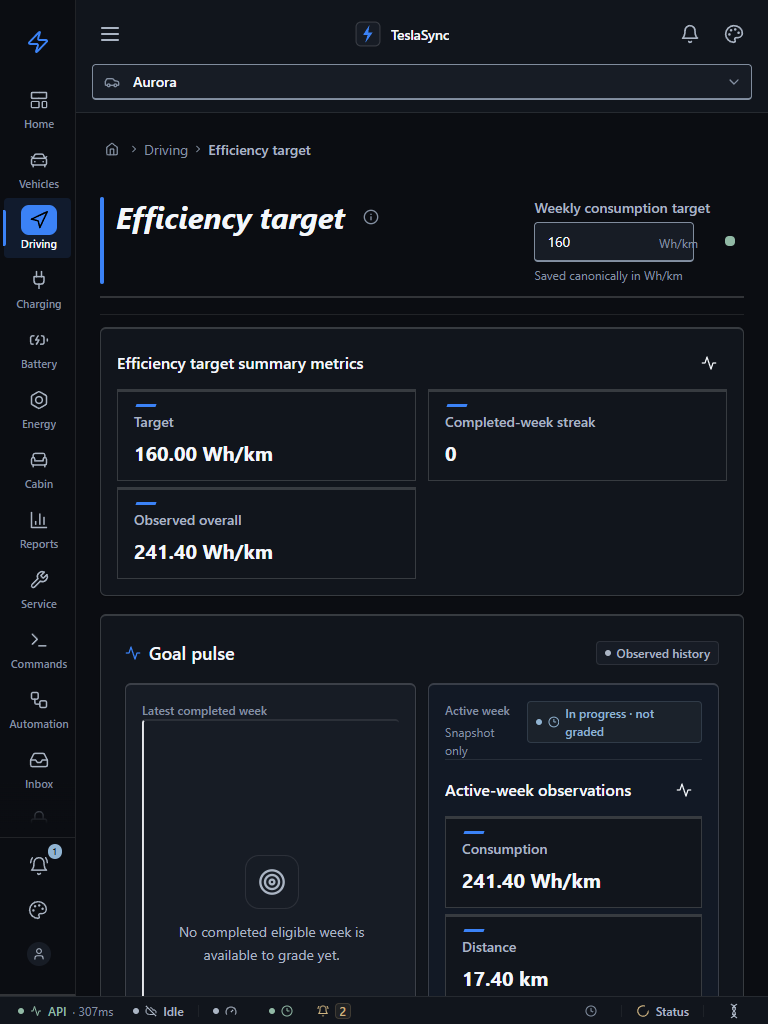 TeslaSync
Aurora
Home
Vehicles
Driving
Charging
Battery
Energy
Cabin
Reports
Service
Commands
Automation
Inbox
1
Driving
Efficiency target
Efficiency target
Weekly consumption target
160 Wh/km
Saved canonically in Wh/km
Efficiency target summary metrics
Target
160.00 Wh/km
Completed-week streak
0
Observed overall
241.40 Wh/km
Goal pulse
Observed history
Latest completed week
No completed eligible week is
available to grade yet.
Active week
Snapshot
only
In progress · not
graded
Active-week observations
Consumption
241.40 Wh/km
Distance
17.40 km
API · 307ms
Idle
2
Status